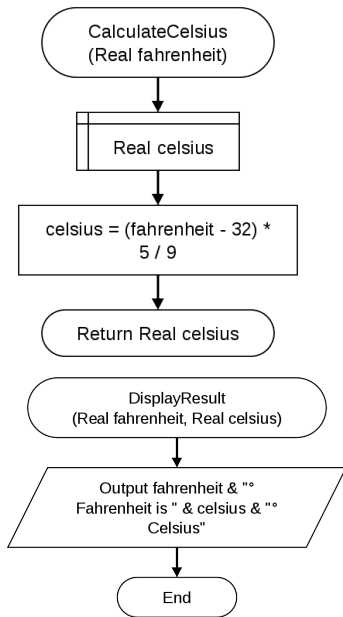 CalculateCelsius
(Real fahrenheit)
Real celsius
celsius = (fahrenheit - 32) *
5 / 9
Return Real celsius
DisplayResult
(Real fahrenheit, Real celsius)
Output fahrenheit & "°
Fahrenheit is " & celsius & "°
Celsius"
End